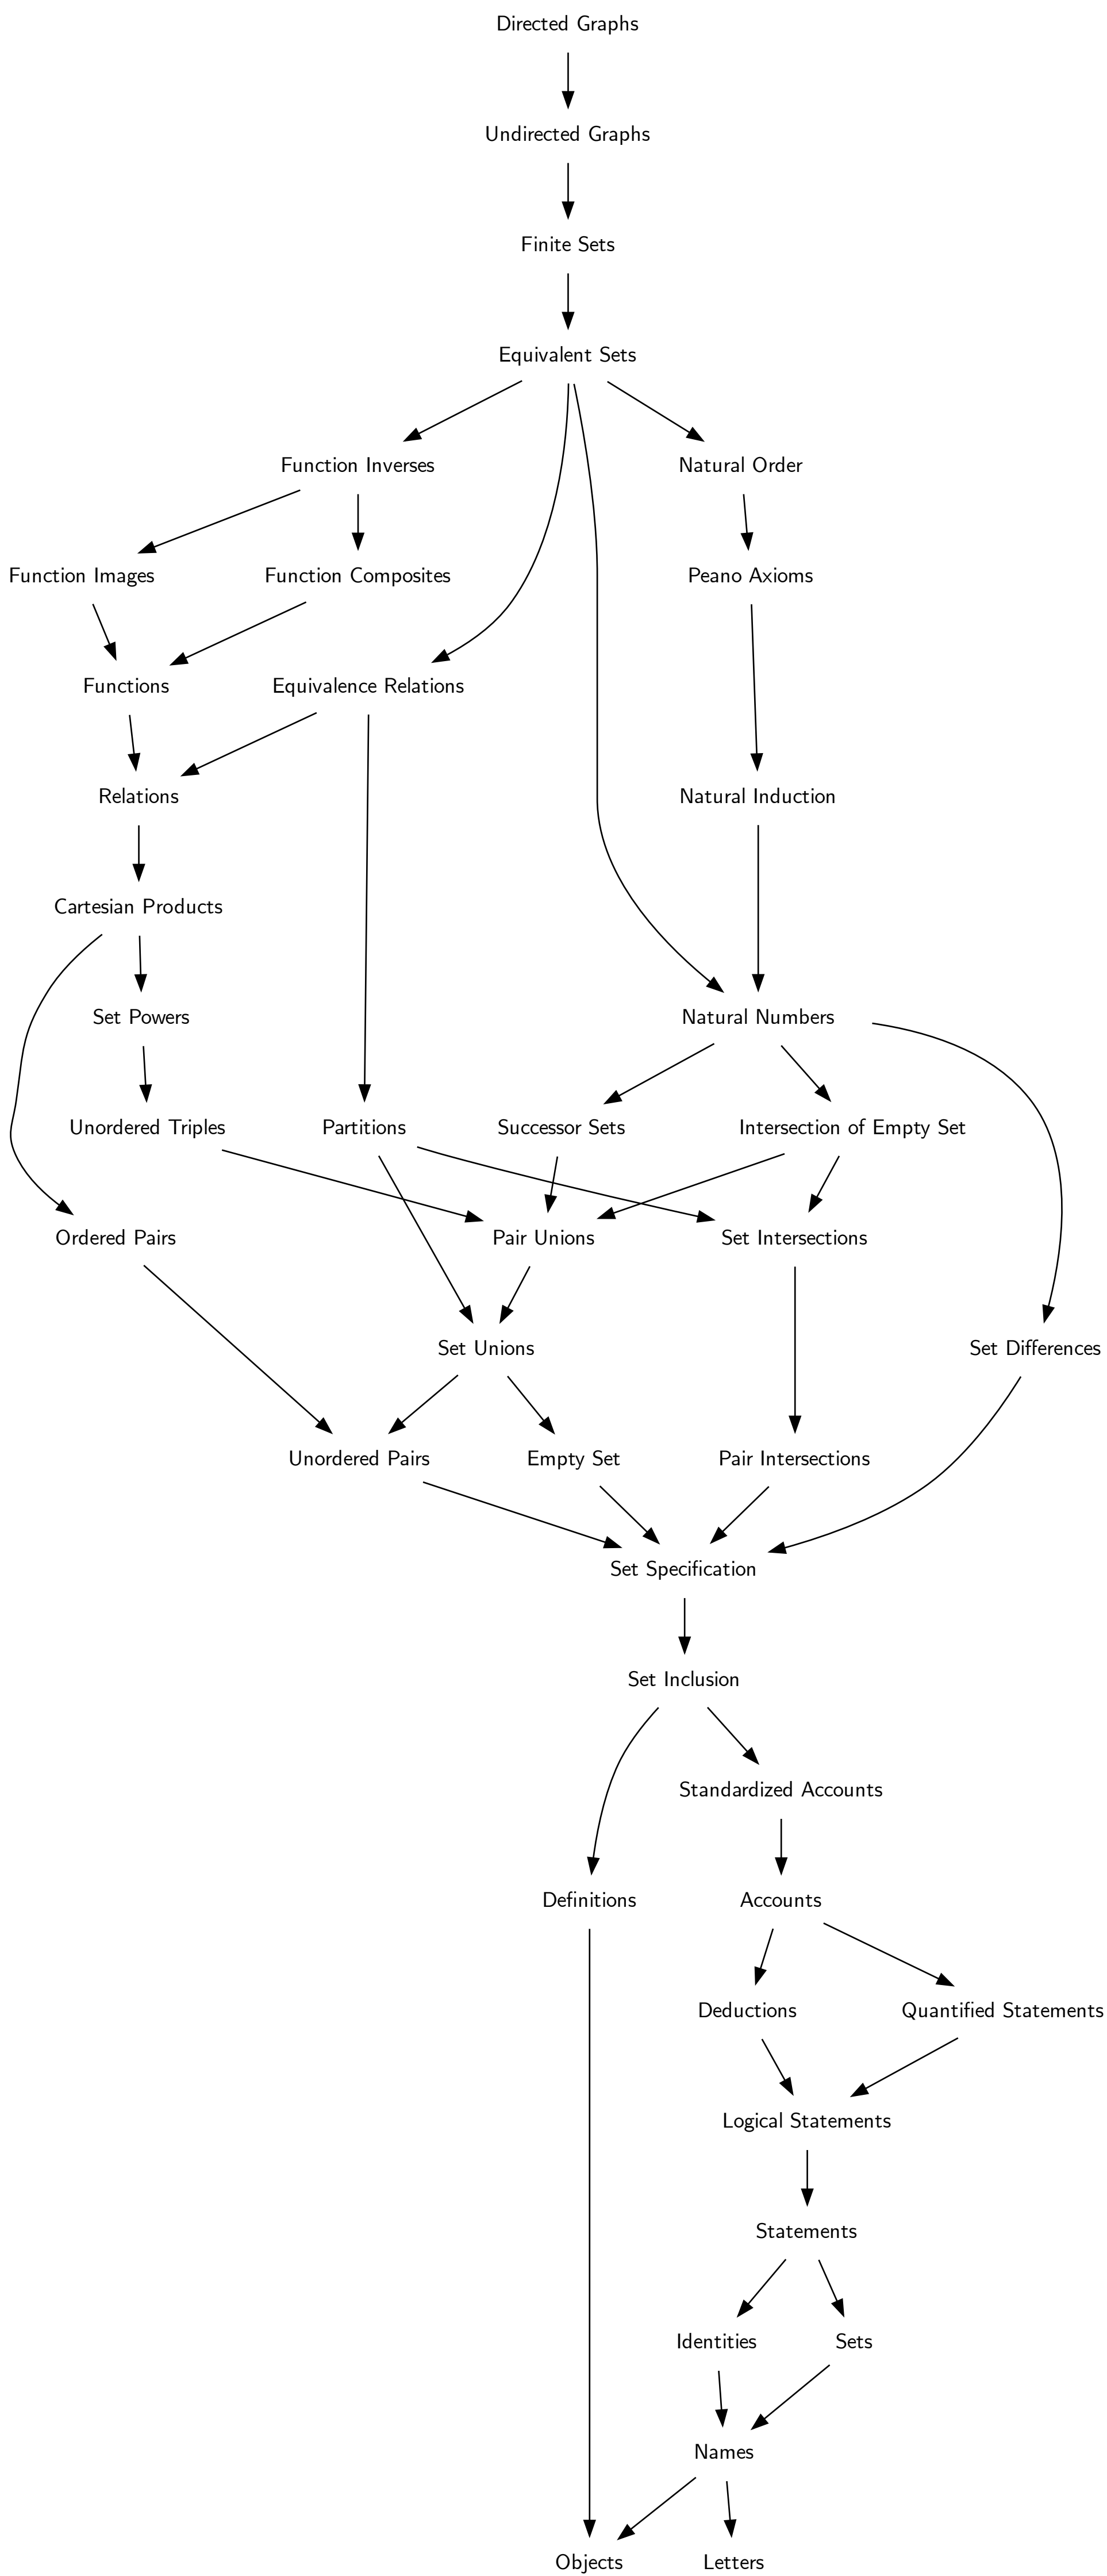 Directed Graphs
Undirected Graphs
Finite Sets
Equivalent Sets
Function Inverses
Natural Order
Function Images
Function Composites
Peano Axioms
Functions
Equivalence Relations
Relations
Natural Induction
Cartesian Products
Set Powers
Natural Numbers
Unordered Triples
Partitions
Successor Sets
Intersection of Empty Set
Ordered Pairs
Pair Unions
Set Intersections
Set Unions
Set Differences
Unordered Pairs
Empty Set
Pair Intersections
Set Specification
Set Inclusion
Standardized Accounts
Definitions
Accounts
Deductions
Quantified Statements
Logical Statements
Statements
Identities
Sets
Names
Objects
Letters